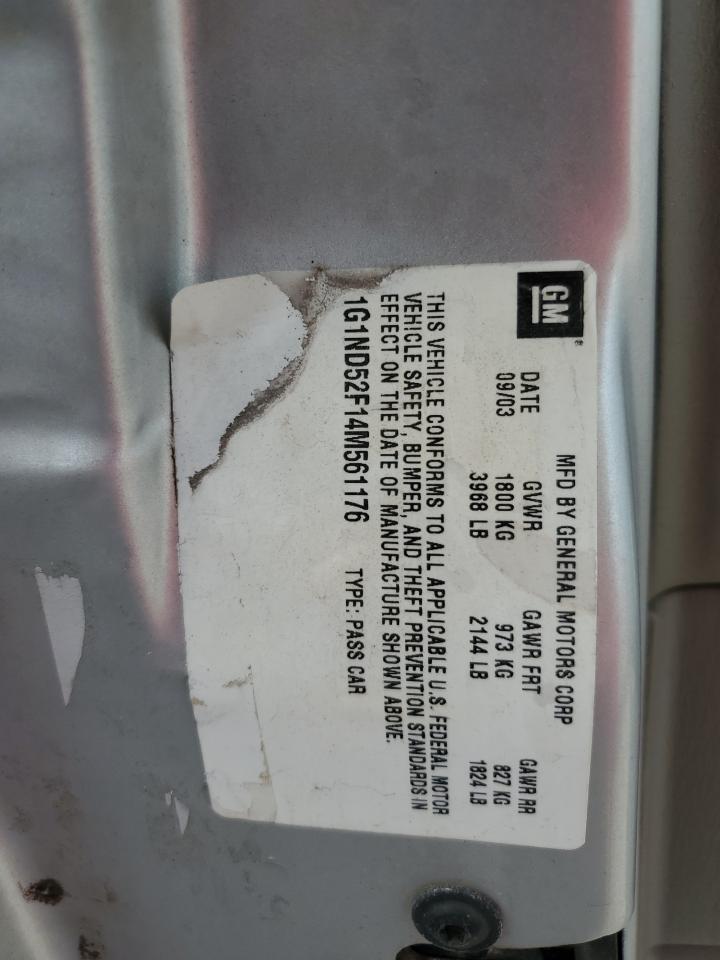 GM®
MFD BY GENERAL MOTORS CORP
DATE GVWR GAWR FRT GAWR RR
09/03 1800 KG 973 KG 827 KG
3968 LB 2144 LB 1824 LB
THIS VEHICLE CONFORMS TO ALL APPLICABLE U.S. FEDERAL MOTOR
VEHICLE SAFETY, BUMPER, AND THEFT PREVENTION STANDARDS IN
EFFECT ON THE DATE OF MANUFACTURE SHOWN ABOVE.
1G1ND52F14M561176 TYPE: PASS CAR